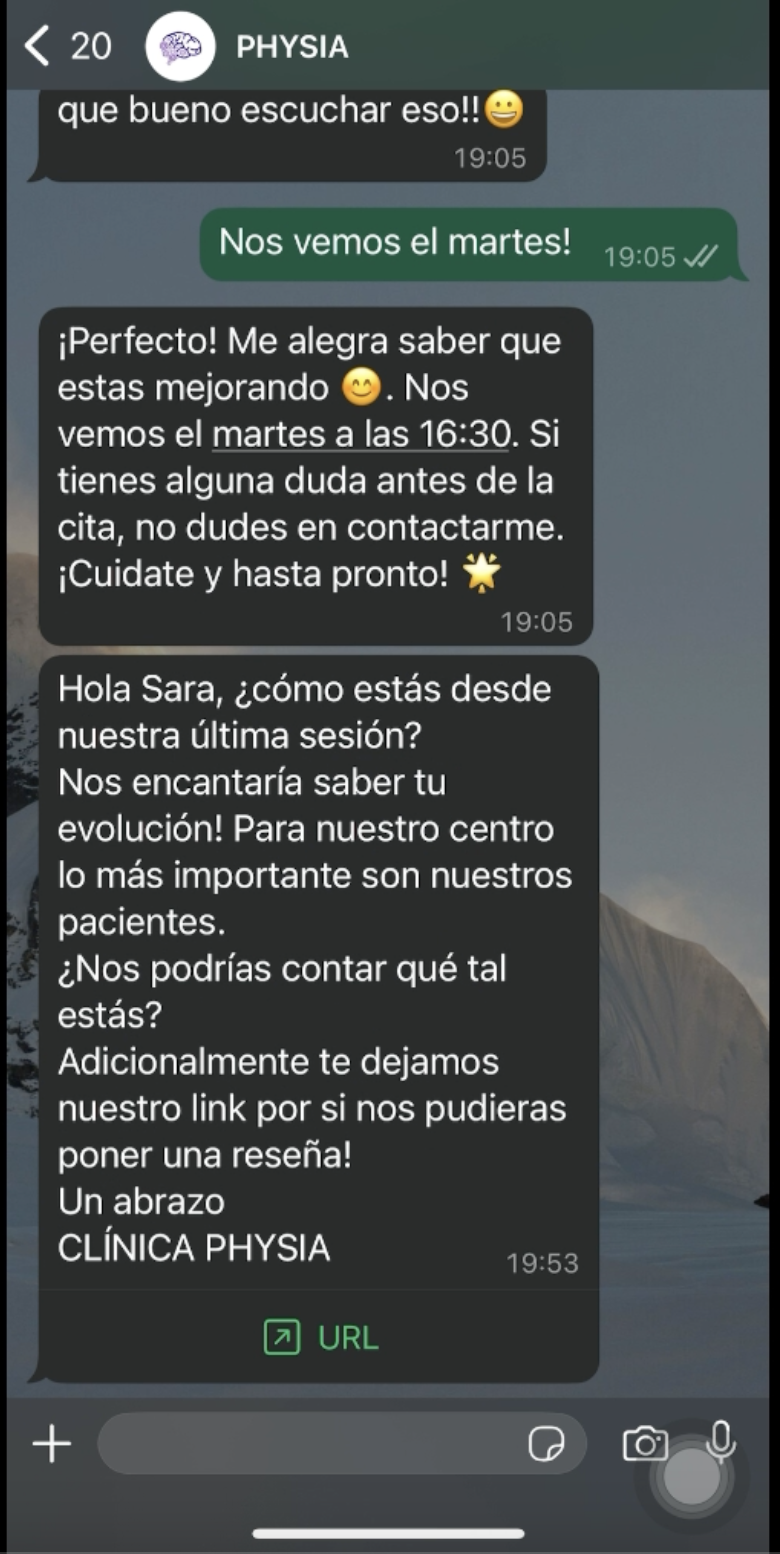 20 PHYSIA
que bueno escuchar eso!!😀
19:05
Nos vemos el martes! 19:05
¡Perfecto! Me alegra saber que
estas mejorando 😊. Nos
vemos el martes a las 16:30. Si
tienes alguna duda antes de la
cita, no dudes en contactarme.
¡Cuidate y hasta pronto! 🌟
19:05
Hola Sara, ¿cómo estás desde
nuestra última sesión?
Nos encantaría saber tu
evolución! Para nuestro centro
lo más importante son nuestros
pacientes.
¿Nos podrías contar qué tal
estás?
Adicionalmente te dejamos
nuestro link por si nos pudieras
poner una reseña!
Un abrazo
CLÍNICA PHYSIA 19:53
URL